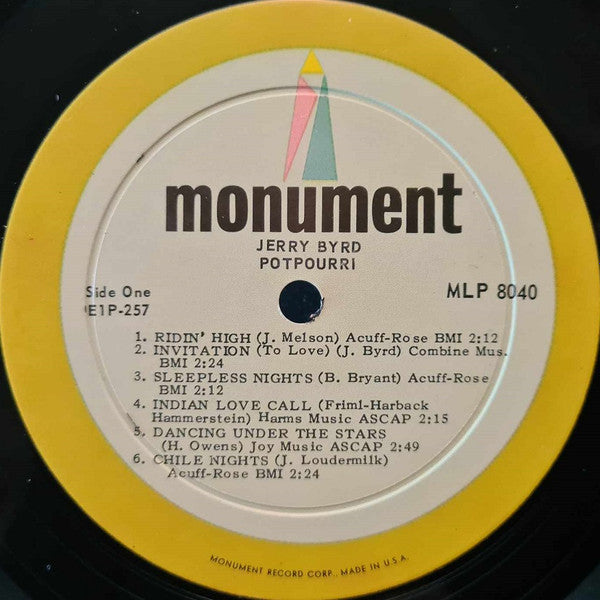 monument
JERRY BYRD
POTPOURRI
Side One
E1P-257
MLP 8040
1. RIDIN' HIGH (J. Melson) Acuff-Rose BMI 2:12
2. INVITATION (To Love) (J. Byrd) Combine Mus.
BMI 2:24
3. SLEEPLESS NIGHTS (B. Bryant) Acuff-Rose
BMI 2:12
4. INDIAN LOVE CALL (Friml-Harback
Hammerstein) Harms Music ASCAP 2:15
5. DANCING UNDER THE STARS
(H. Owens) Joy Music ASCAP 2:49
6. CHILE NIGHTS (J. Loudermilk)
Acuff-Rose BMI 2:24
MONUMENT RECORD CORP., MADE IN U.S.A.